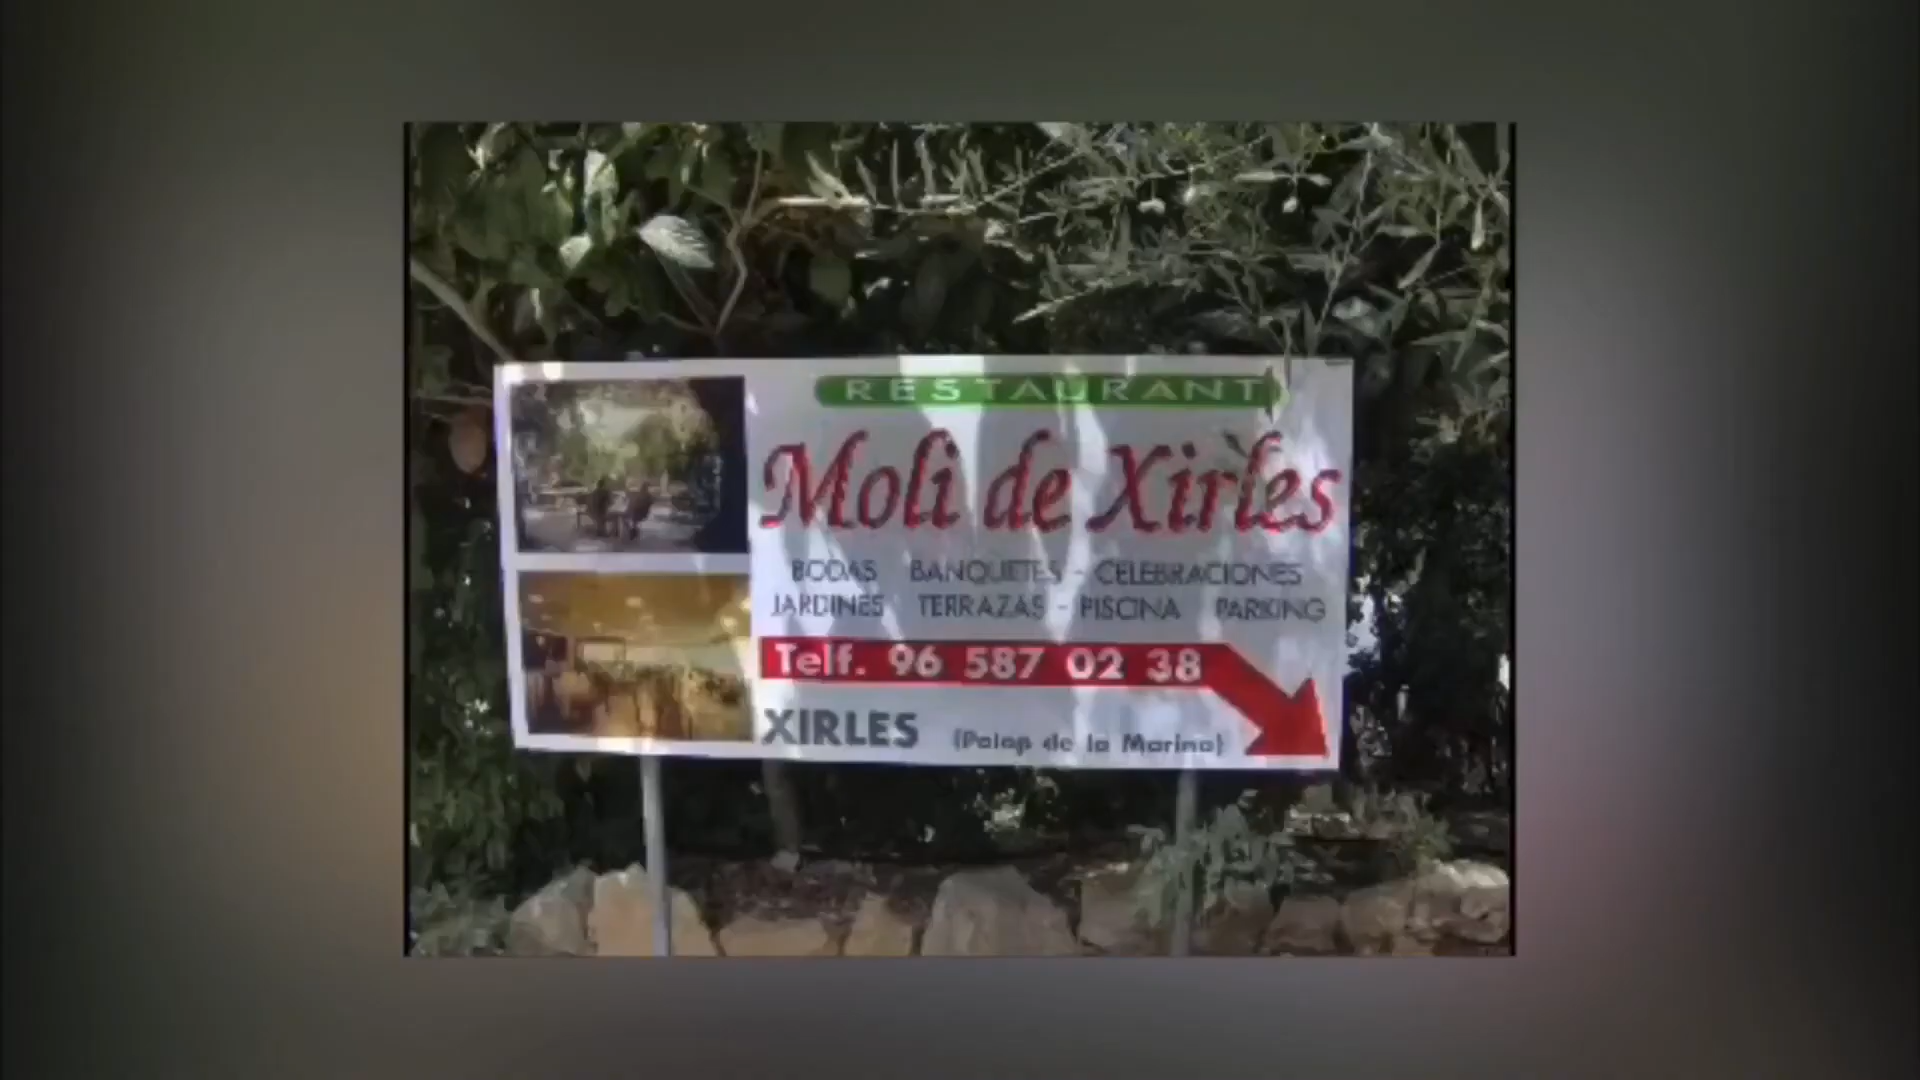 RESTAURANT
Moli de Xirles
BODAS BANQUETES - CELEBRACIONES
JARDINES TERRAZAS - PISCINA PARKING
Telf. 96 587 02 38
XIRLES (Polop de la Marina)